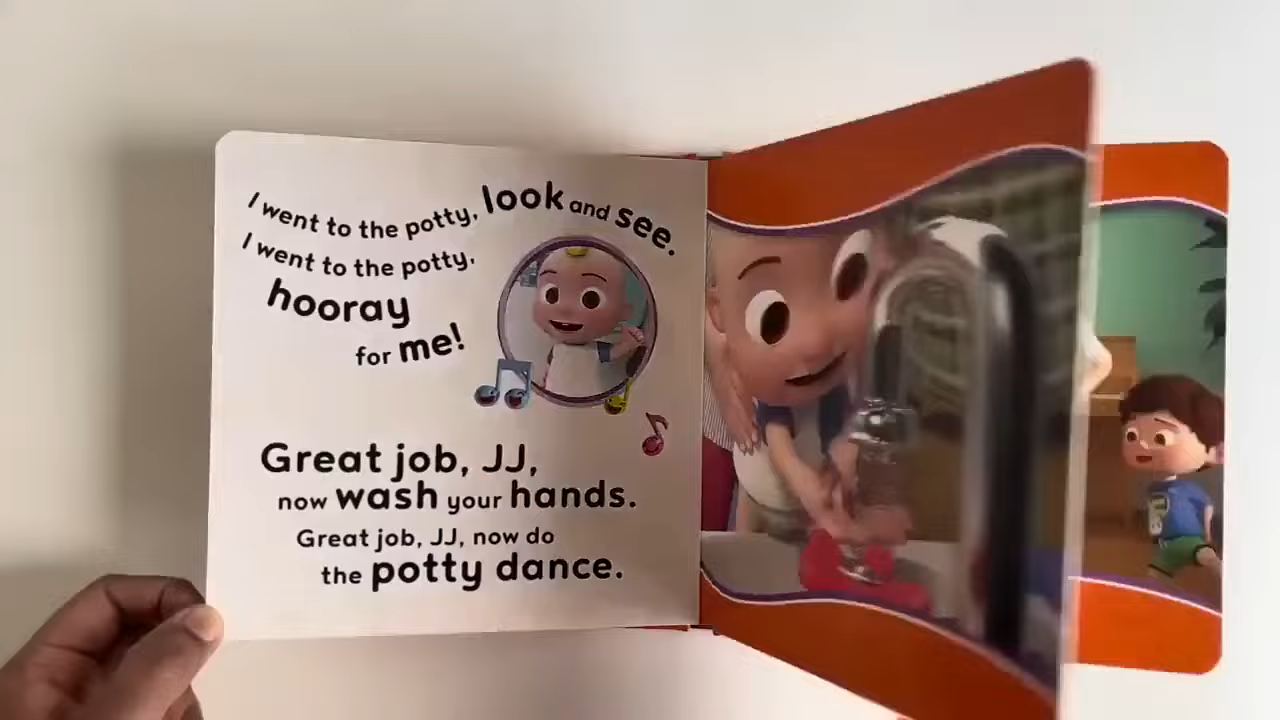 I went to the potty, look and see.
I went to the potty,
hooray
for me!
Great job, JJ,
now wash your hands.
Great job, JJ, now do
the potty dance.